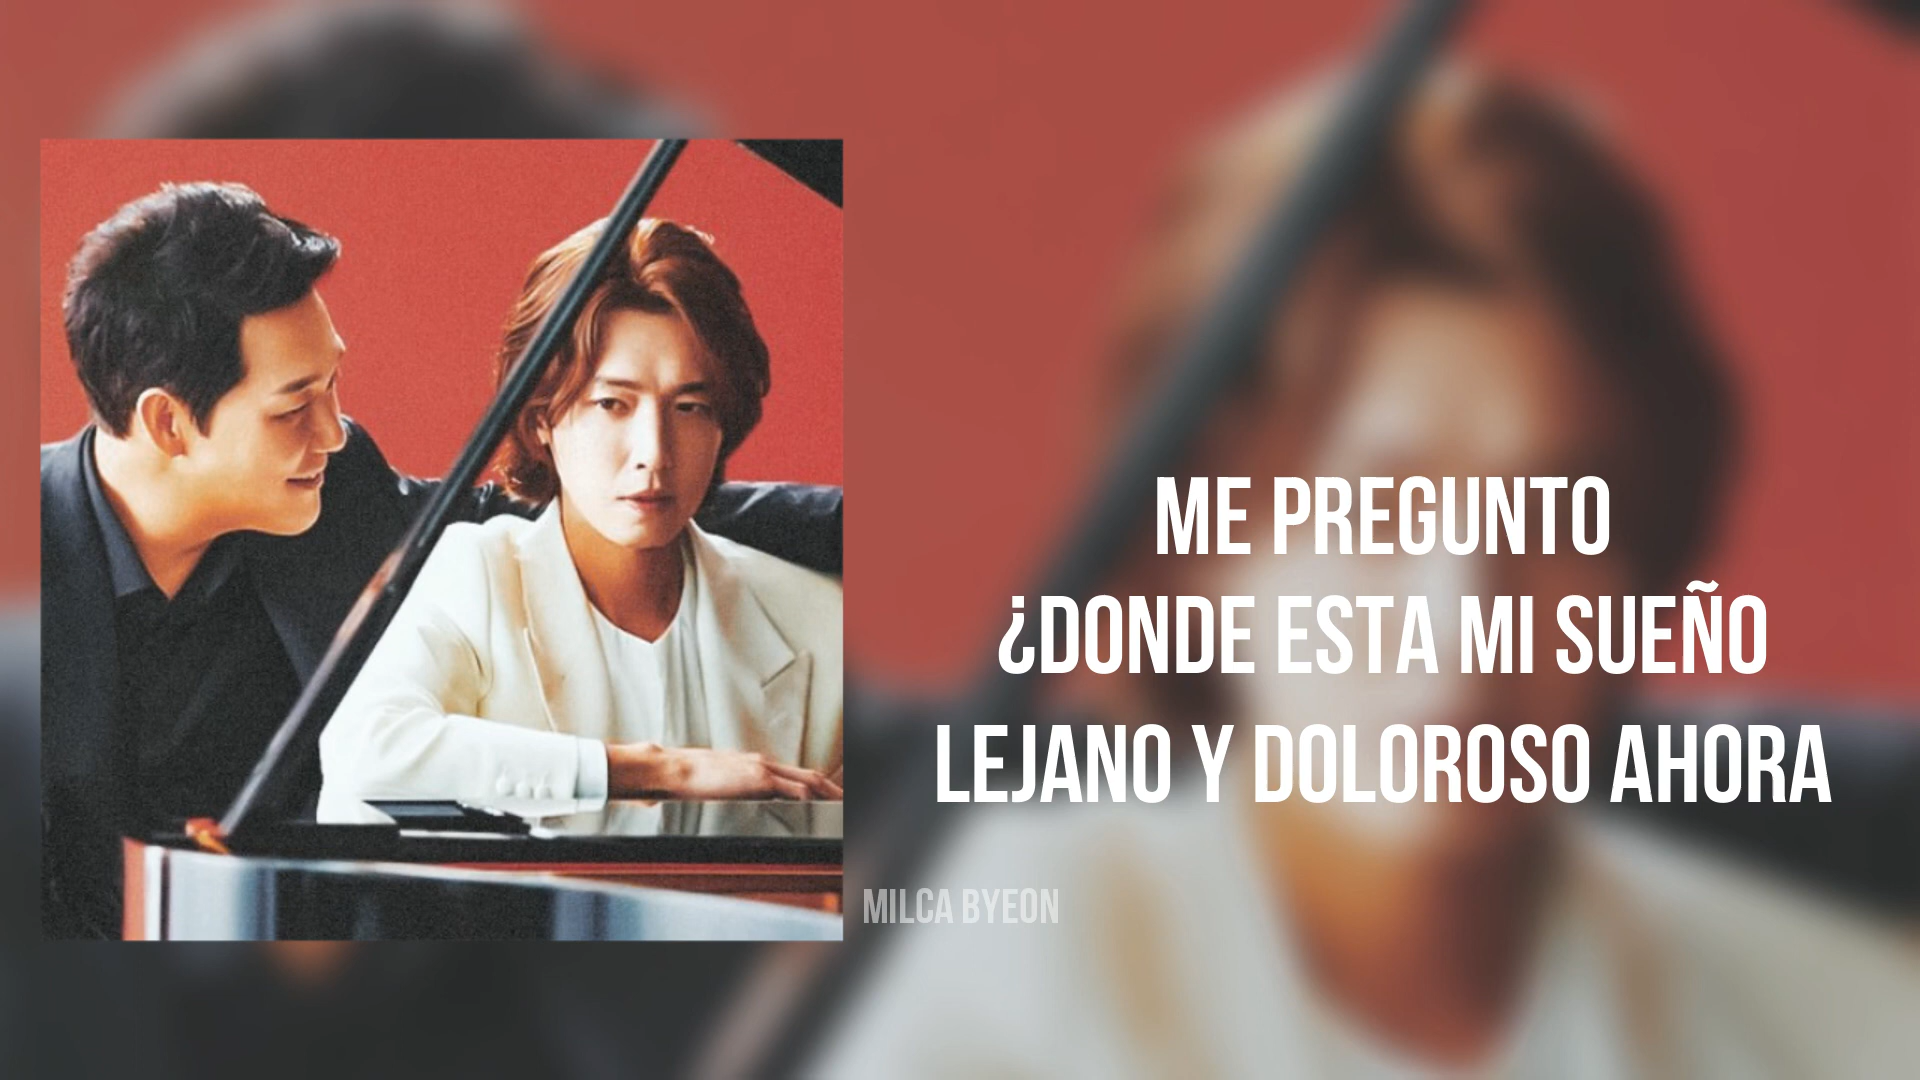 ME PREGUNTO
¿DONDE ESTA MI SUEÑO
LEJANO Y DOLOROSO AHORA
MILCA BYEON